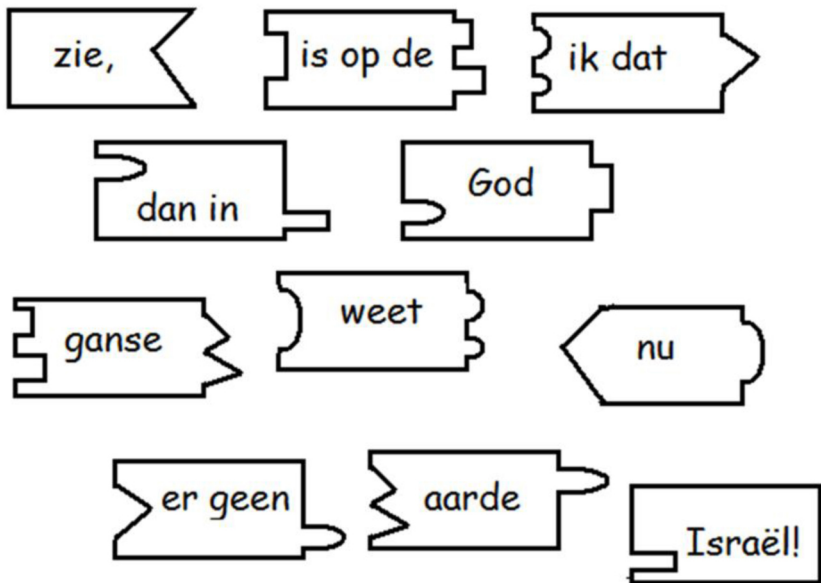 zie,
is op de
ik dat
dan in
God
ganse
weet
nu
er geen
aarde
Israël!